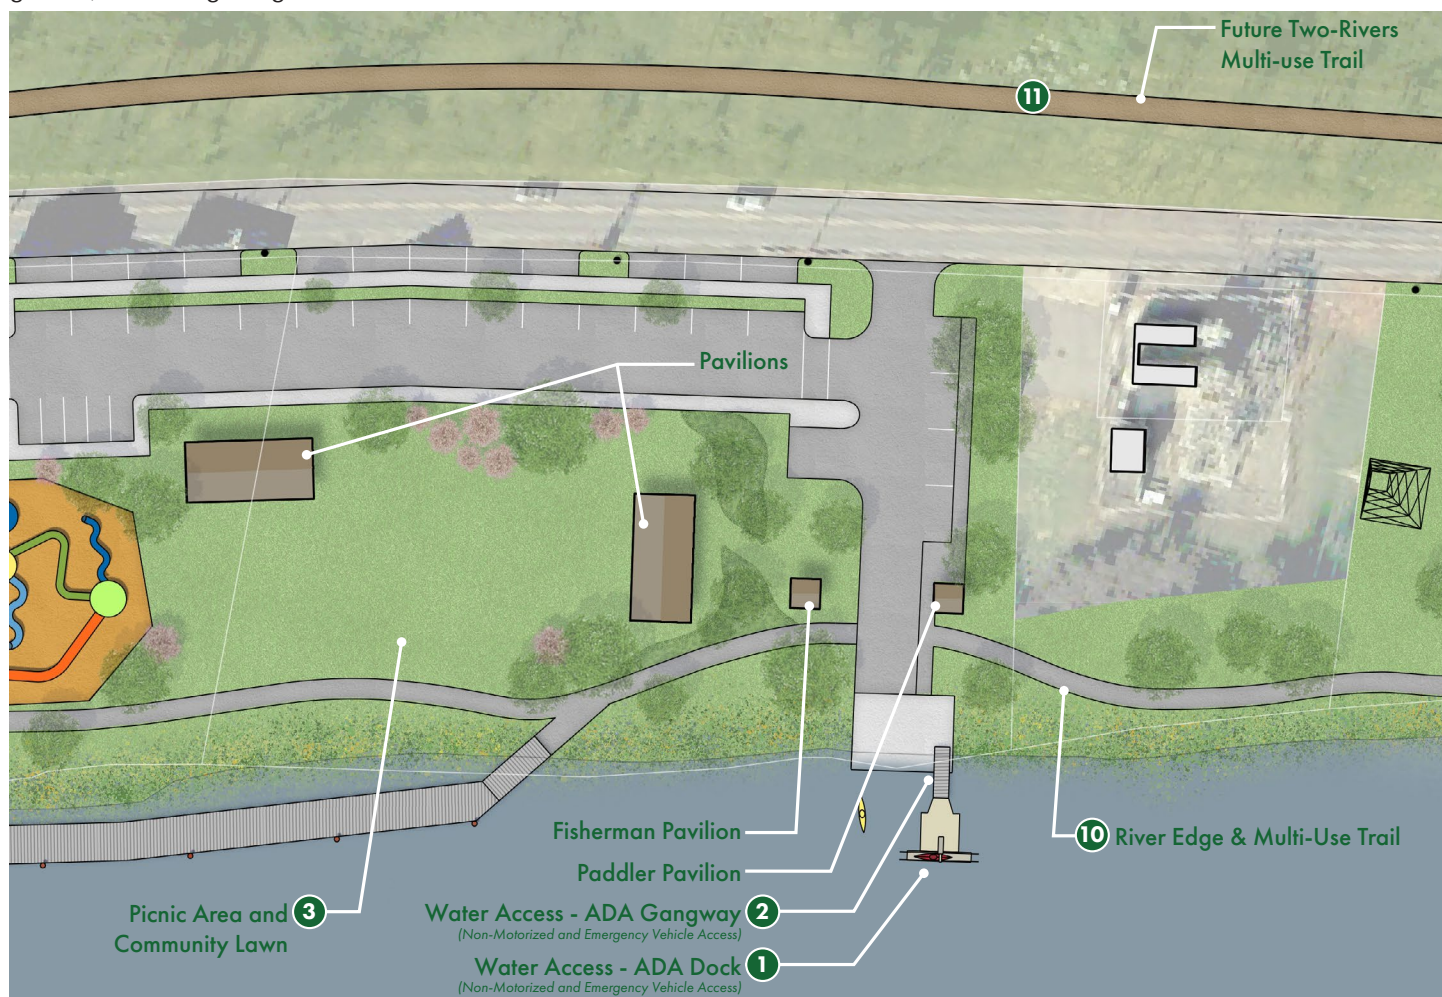 Future Two-Rivers
Multi-use Trail
11
Pavilions
Fisherman Pavilion
10 River Edge & Multi-Use Trail
Paddler Pavilion
Picnic Area and 3
Community Lawn
Water Access - ADA Gangway 2
(Non-Motorized and Emergency Vehicle Access)
Water Access - ADA Dock 1
(Non-Motorized and Emergency Vehicle Access)